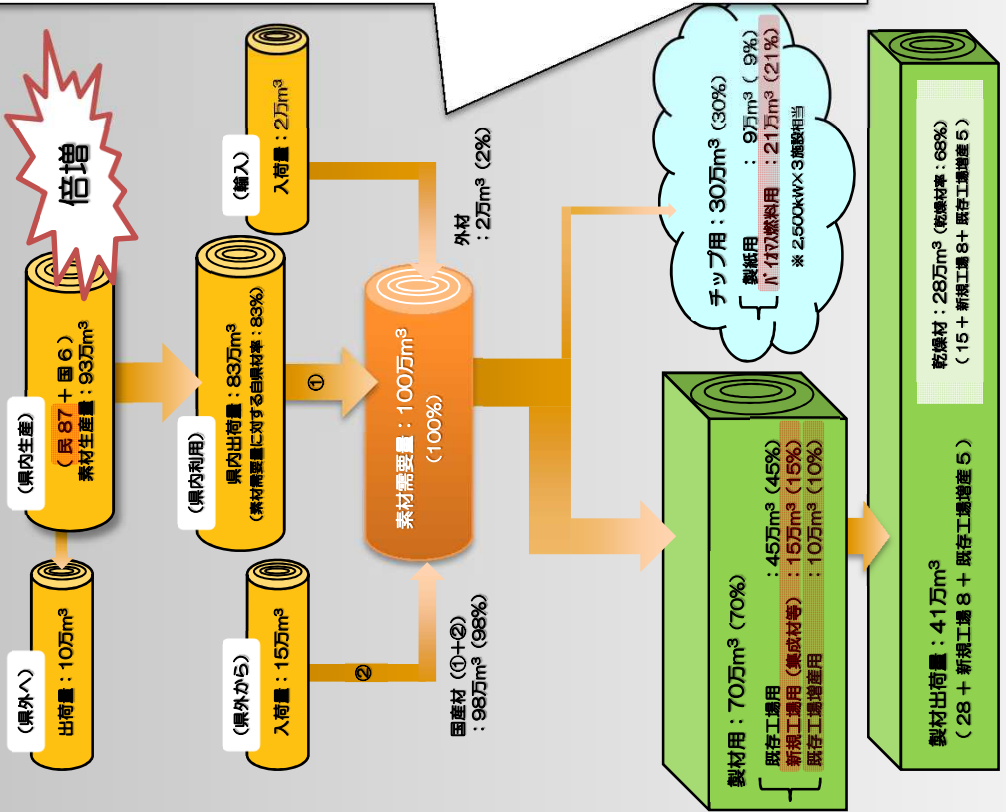 倍増
(県内生産)
(民 87 + 国 6)
素材生産量:93万m³
(県外へ)
出荷量:10万m³
(県内利用)
県内出荷量:83万m³
(素材需要量に対する自県材率:83%)
①
(輸入)
入荷量:2万m³
外材
:2万m³ (2%)
(県外から)
入荷量:15万m³
②
国産材 (①+②)
:98万m³ (98%)
素材需要量:100万m³
(100%)
製材用:70万m³ (70%)
既存工場用 :45万m³ (45%)
新規工場用 (集成材等) :15万m³ (15%)
既存工場増産用 :10万m³ (10%)
チップ用:30万m³ (30%)
製紙用 : 9万m³ ( 9%)
バイオマス燃料用 :21万m³ (21%)
※ 2,500kW×3施設相当
製材出荷量:41万m³
(28 + 新規工場 8 + 既存工場増産 5)
乾燥材:28万m³ (乾燥材率:68%)
(15 + 新規工場 8 + 既存工場増産 5)